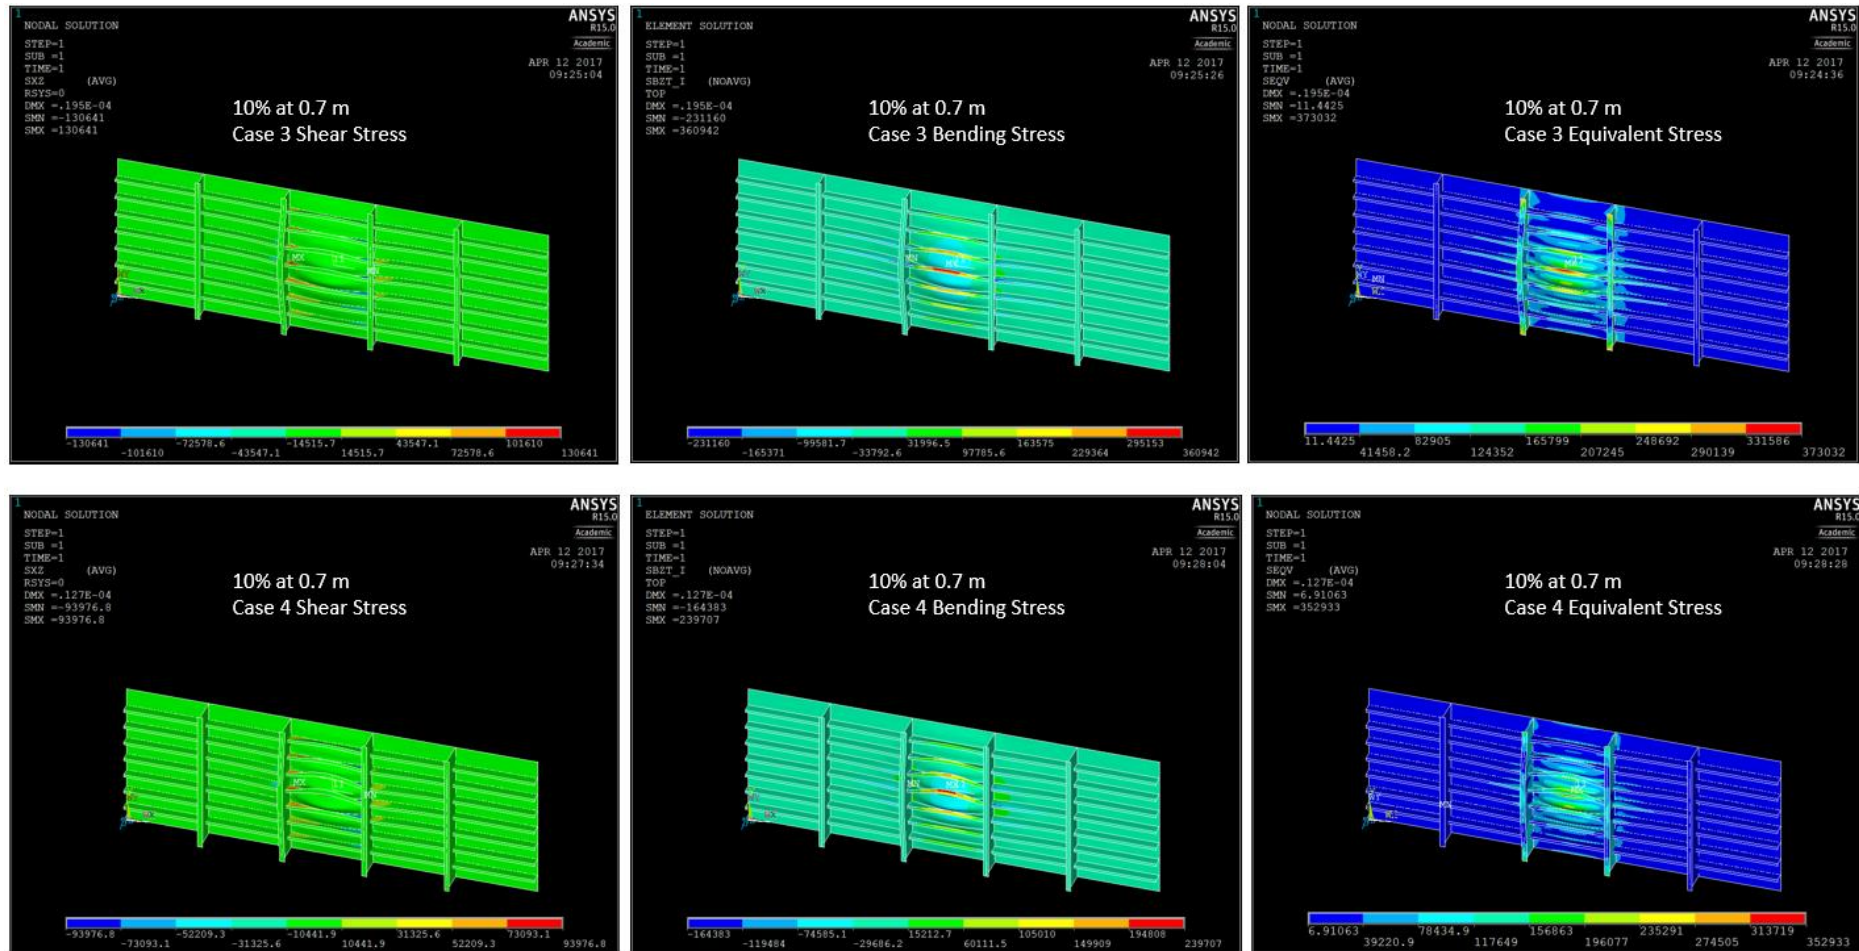 1
NODAL SOLUTION
STEP=1
SUB =1
TIME=1
SXZ (AVG)
RSYS=0
DMX =.195E-04
SMN =-130641
SMX =130641
ANSYS
R15.0
Academic
APR 12 2017
09:25:04
10% at 0.7 m
Case 3 Shear Stress
MX
MN
-130641 -72578.6 -14515.7 43547.1 101610
-101610 -43547.1 14515.7 72578.6 130641
1
ELEMENT SOLUTION
STEP=1
SUB =1
TIME=1
SBZT_I (NOAVG)
TOP
DMX =.195E-04
SMN =-231160
SMX =360942
ANSYS
R15.0
Academic
APR 12 2017
09:25:26
10% at 0.7 m
Case 3 Bending Stress
MN
MX
-231160 -99581.7 31996.5 163575 295153
-165371 -33792.6 97785.6 229364 360942
1
NODAL SOLUTION
STEP=1
SUB =1
TIME=1
SEQV (AVG)
DMX =.195E-04
SMN =11.4425
SMX =373032
ANSYS
R15.0
Academic
APR 12 2017
09:24:36
10% at 0.7 m
Case 3 Equivalent Stress
MX
MN
11.4425 82905 165799 248692 331586
41458.2 124352 207245 290139 373032
1
NODAL SOLUTION
STEP=1
SUB =1
TIME=1
SXZ (AVG)
RSYS=0
DMX =.127E-04
SMN =-93976.8
SMX =93976.8
ANSYS
R15.0
Academic
APR 12 2017
09:27:34
10% at 0.7 m
Case 4 Shear Stress
MX
MN
-93976.8 -52209.3 -10441.9 31325.6 73093.1
-73093.1 -31325.6 10441.9 52209.3 93976.8
1
ELEMENT SOLUTION
STEP=1
SUB =1
TIME=1
SBZT_I (NOAVG)
TOP
DMX =.127E-04
SMN =-164383
SMX =239707
ANSYS
R15.0
Academic
APR 12 2017
09:28:04
10% at 0.7 m
Case 4 Bending Stress
MN
MX
-164383 -74585.1 15212.7 105010 194808
-119484 -29686.2 60111.5 149909 239707
1
NODAL SOLUTION
STEP=1
SUB =1
TIME=1
SEQV (AVG)
DMX =.127E-04
SMN =6.91063
SMX =352933
ANSYS
R15.0
Academic
APR 12 2017
09:28:28
10% at 0.7 m
Case 4 Equivalent Stress
6.91063 78434.9 156863 235291 313719
39220.9 117649 196077 274505 352933